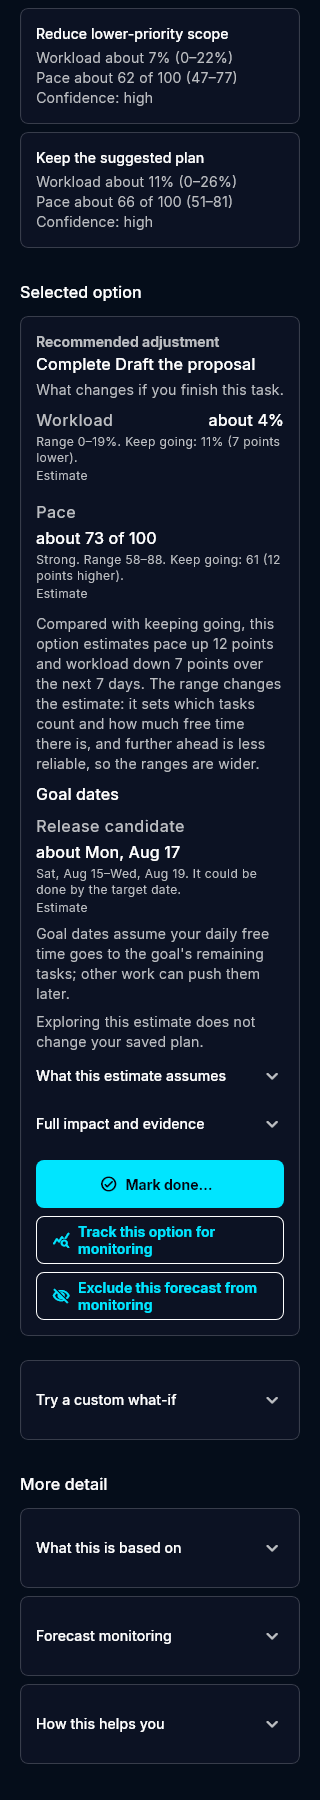 Reduce lower-priority scope
Workload about 7% (0–22%)
Pace about 62 of 100 (47–77)
Confidence: high
Keep the suggested plan
Workload about 11% (0–26%)
Pace about 66 of 100 (51–81)
Confidence: high
Selected option
Recommended adjustment
Complete Draft the proposal
What changes if you finish this task.
Workload about 4%
Range 0–19%. Keep going: 11% (7 points
lower).
Estimate
Pace
about 73 of 100
Strong. Range 58–88. Keep going: 61 (12
points higher).
Estimate
Compared with keeping going, this
option estimates pace up 12 points
and workload down 7 points over
the next 7 days. The range changes
the estimate: it sets which tasks
count and how much free time
there is, and further ahead is less
reliable, so the ranges are wider.
Goal dates
Release candidate
about Mon, Aug 17
Sat, Aug 15–Wed, Aug 19. It could be
done by the target date.
Estimate
Goal dates assume your daily free
time goes to the goal's remaining
tasks; other work can push them
later.
Exploring this estimate does not
change your saved plan.
What this estimate assumes
Full impact and evidence
Mark done...
Track this option for
monitoring
Exclude this forecast from
monitoring
Try a custom what-if
More detail
What this is based on
Forecast monitoring
How this helps you